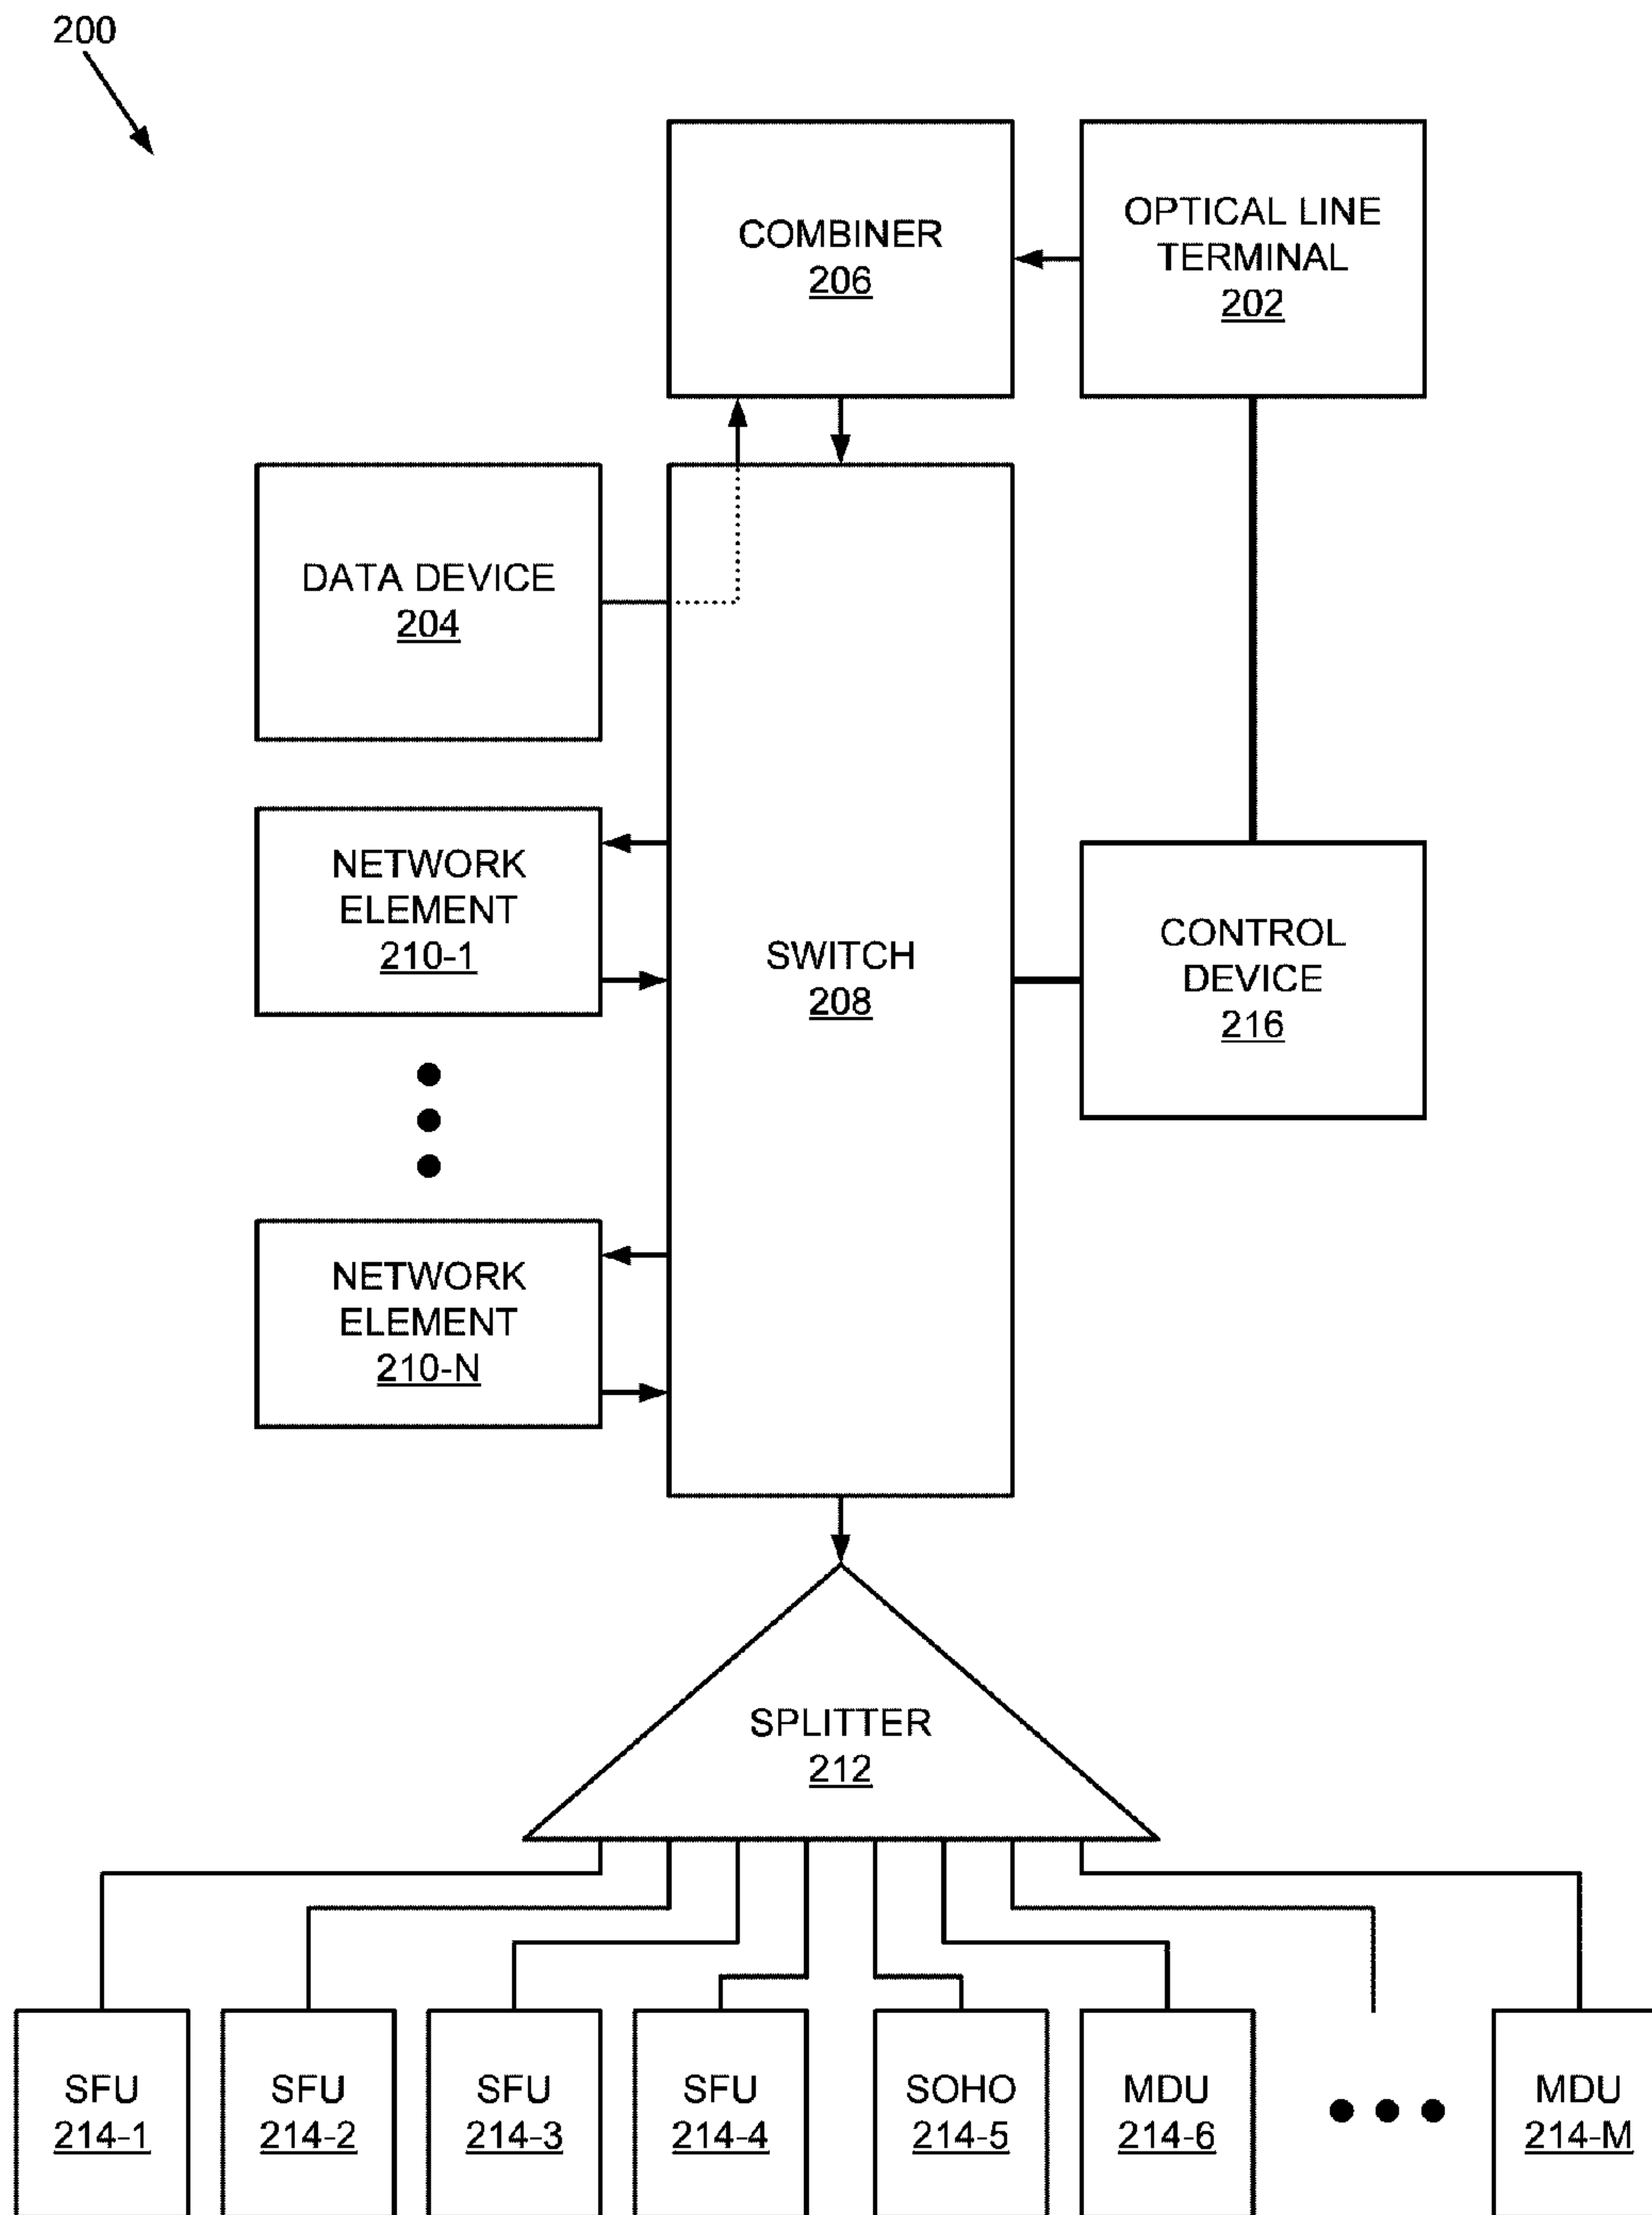 200
COMBINER
206
OPTICAL LINE
TERMINAL
202
DATA DEVICE
204
NETWORK
ELEMENT
210-1
SWITCH
208
CONTROL
DEVICE
216
NETWORK
ELEMENT
210-N
SPLITTER
212
SFU
214-1
SFU
214-2
SFU
214-3
SFU
214-4
SOHO
214-5
MDU
214-6
MDU
214-M